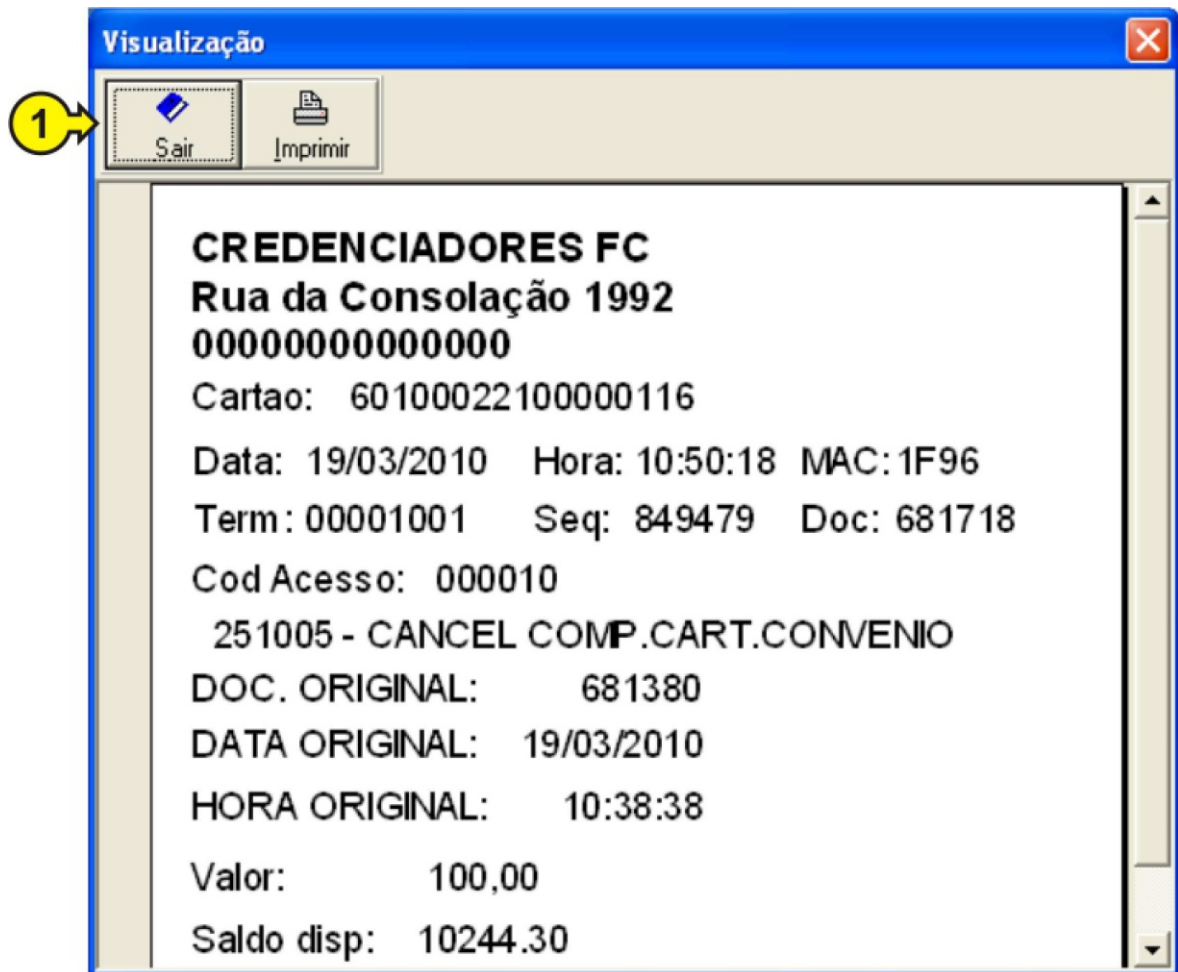 Visualização
1
Sair Imprimir
CREDENCIADORES FC
Rua da Consolação 1992
00000000000000
Cartao: 60100022100000116
Data: 19/03/2010 Hora: 10:50:18 MAC: 1F96
Term : 00001001 Seq: 849479 Doc: 681718
Cod Acesso: 000010
251005 - CANCEL COMP.CART.CONVENIO
DOC. ORIGINAL: 681380
DATA ORIGINAL: 19/03/2010
HORA ORIGINAL: 10:38:38
Valor: 100,00
Saldo disp: 10244.30